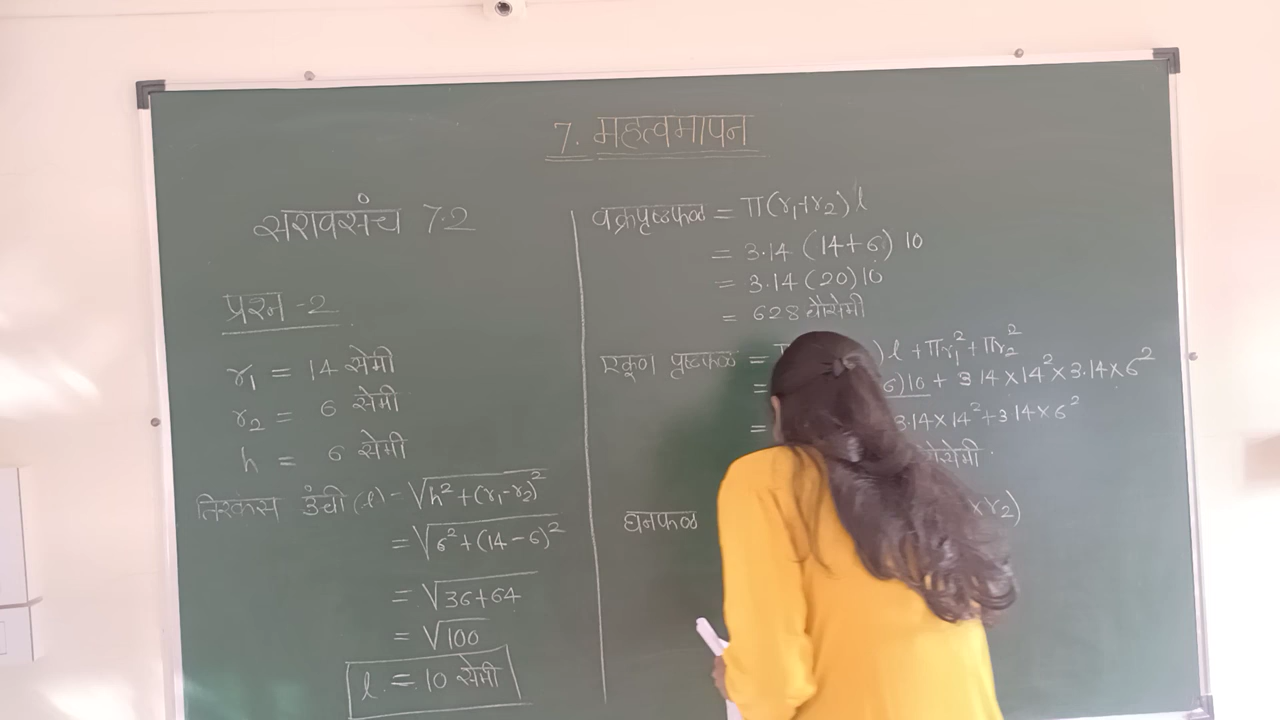 7. महत्वमापन
सरावसंच 7.2
प्रश्न -2
r₁ = 14 सेमी
r₂ = 6 सेमी
h = 6 सेमी
तिरकस उंची (l) = √h² + (r₁-r₂)²
= √6² + (14 - 6)²
= √36+64
= √100
l = 10 सेमी
वक्रपृष्ठफळ = π(r₁+r₂) l
= 3.14 (14+6) 10
= 3.14 (20) 10
= 628 चौसेमी
एकूण पृष्ठफळ = ) l + πr₁² + πr₂²
= 6) 10 + 3.14 × 14² × 3.14 × 6²
= 3.14 × 14² + 3.14 × 6²
चौसेमी
घनफळ × r₂)